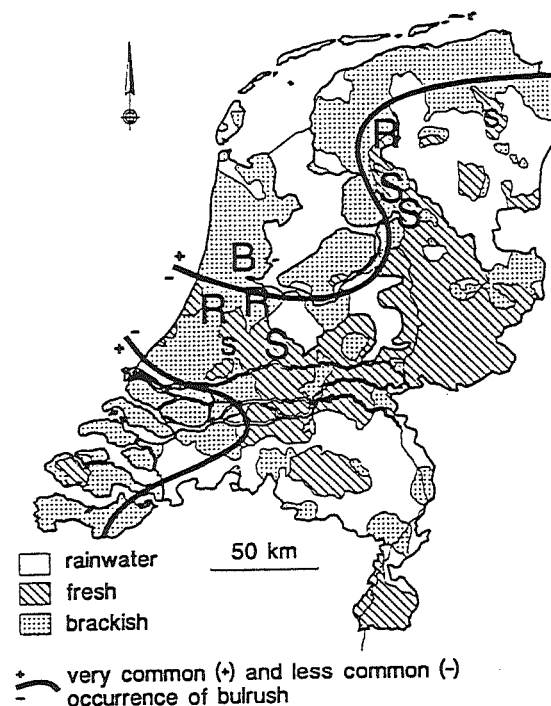 R
s
S
S
B
+
-
-
R R
s S
-
+
50 km
rainwater
fresh
brackish
+ very common (+) and less common (-)
- occurrence of bulrush